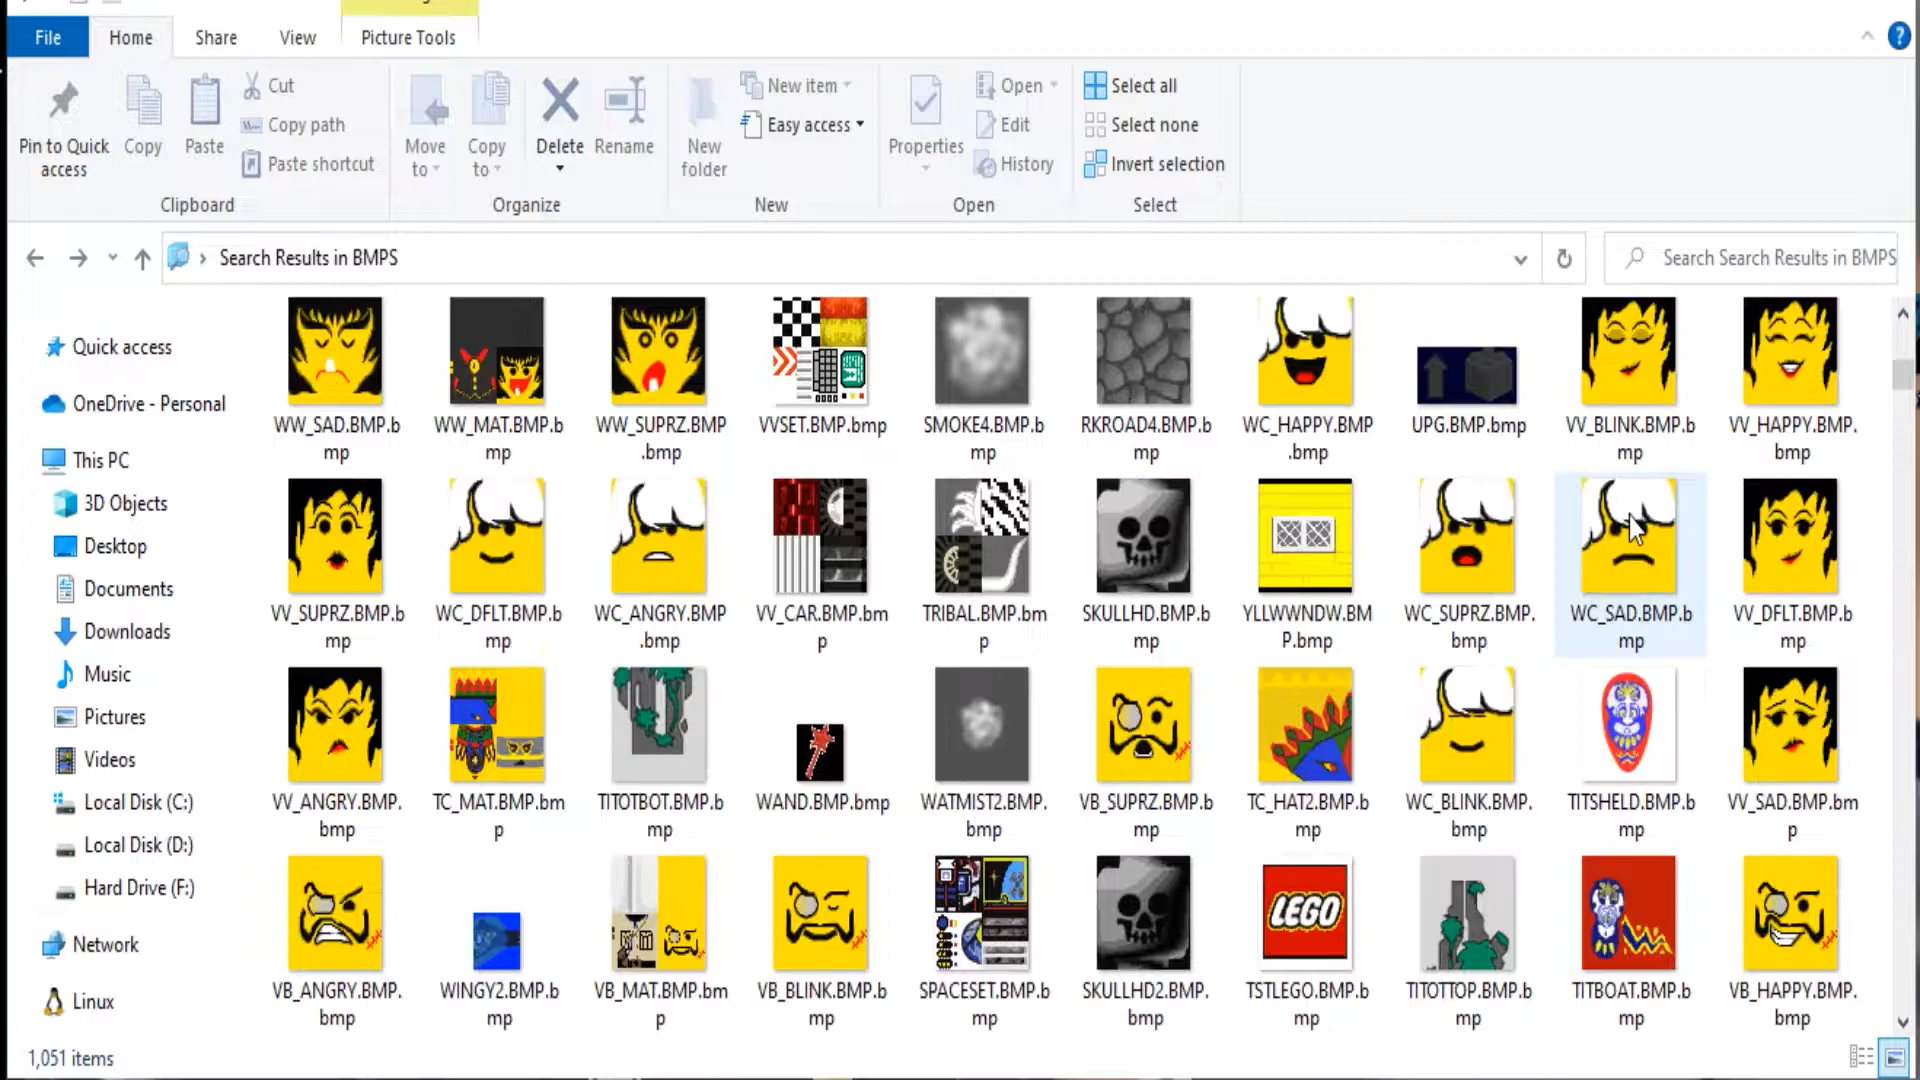 File
Home
Share
View
Picture Tools
Pin to Quick
access
Copy
Paste
Cut
Copy path
Paste shortcut
Clipboard
Move
to
Copy
to
Delete
Rename
Organize
New
folder
New item
Easy access
New
Properties
Open
Edit
History
Open
Select all
Select none
Invert selection
Select
Search Results in BMPS
Search Search Results in BMPS
Quick access
OneDrive - Personal
This PC
3D Objects
Desktop
Documents
Downloads
Music
Pictures
Videos
Local Disk (C:)
Local Disk (D:)
Hard Drive (F:)
Network
Linux
WW_SAD.BMP.b
mp
WW_MAT.BMP.b
mp
WW_SUPRZ.BMP
.bmp
VVSET.BMP.bmp
SMOKE4.BMP.b
mp
RKROAD4.BMP.b
mp
WC_HAPPY.BMP
.bmp
UPG.BMP.bmp
VV_BLINK.BMP.b
mp
VV_HAPPY.BMP.
bmp
VV_SUPRZ.BMP.b
mp
WC_DFLT.BMP.b
mp
WC_ANGRY.BMP
.bmp
VV_CAR.BMP.bm
p
TRIBAL.BMP.bm
p
SKULLHD.BMP.b
mp
YLLWWNDW.BM
P.bmp
WC_SUPRZ.BMP.
bmp
WC_SAD.BMP.b
mp
VV_DFLT.BMP.b
mp
VV_ANGRY.BMP.
bmp
TC_MAT.BMP.bm
p
TITOTBOT.BMP.b
mp
WAND.BMP.bmp
WATMIST2.BMP.
bmp
VB_SUPRZ.BMP.b
mp
TC_HAT2.BMP.b
mp
WC_BLINK.BMP.
bmp
TITSHELD.BMP.b
mp
VV_SAD.BMP.bm
p
VB_ANGRY.BMP.
bmp
WINGY2.BMP.b
mp
VB_MAT.BMP.bm
p
VB_BLINK.BMP.b
mp
SPACESET.BMP.b
mp
SKULLHD2.BMP.
bmp
LEGO
TSTLEGO.BMP.b
mp
TITOTTOP.BMP.b
mp
TITBOAT.BMP.b
mp
VB_HAPPY.BMP.
bmp
1,051 items